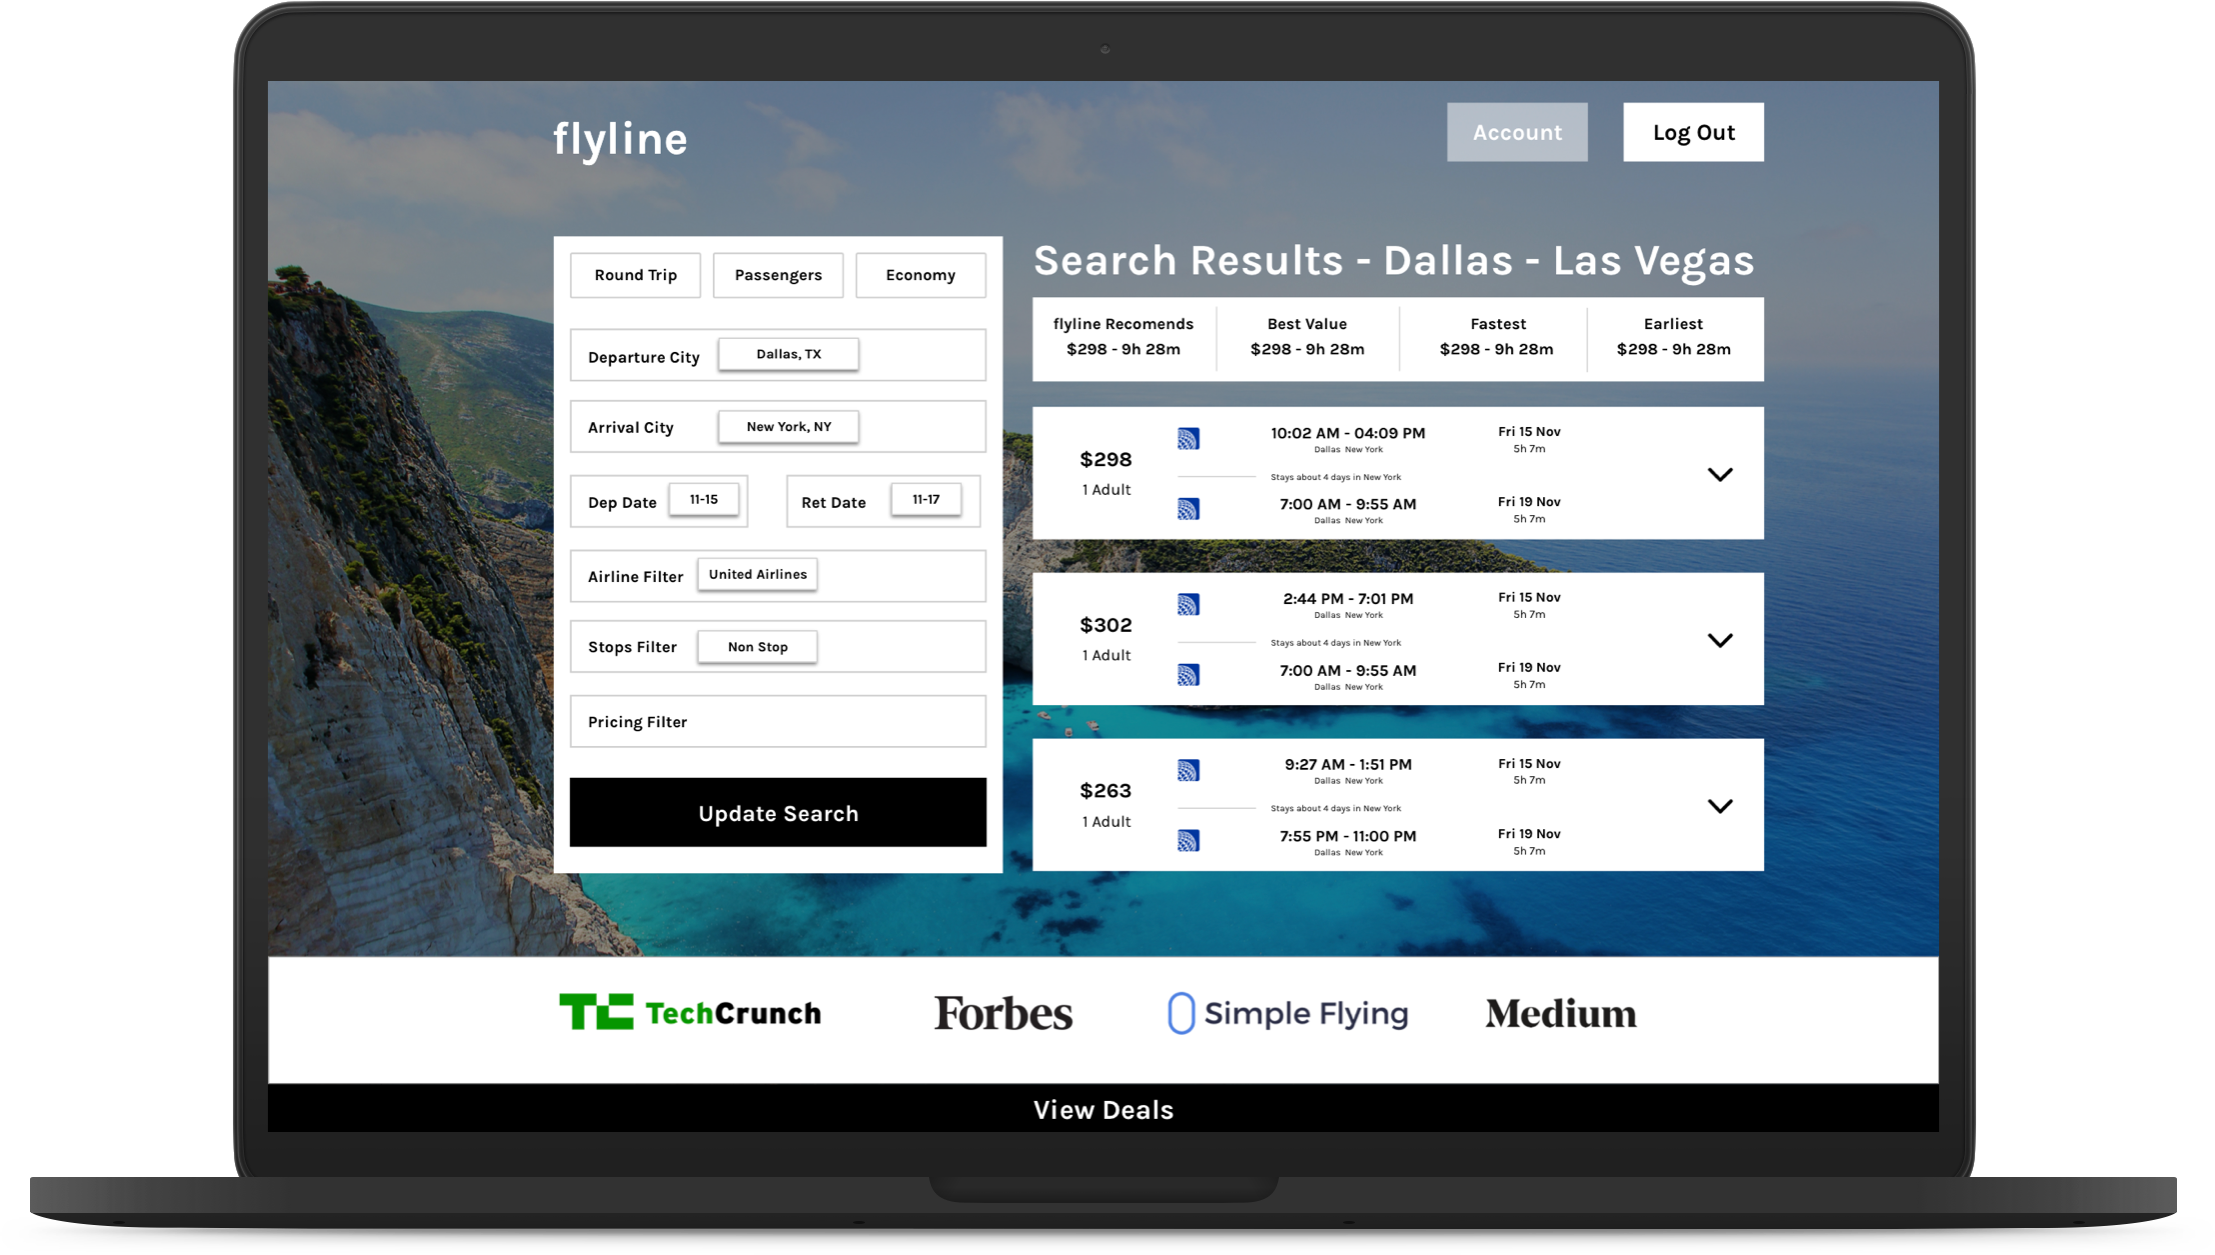 flyline
Account
Log Out
Round Trip
Passengers
Economy
Departure City
Dallas, TX
Arrival City
New York, NY
Dep Date
11-15
Ret Date
11-17
Airline Filter
United Airlines
Stops Filter
Non Stop
Pricing Filter
Update Search
Search Results - Dallas - Las Vegas
flyline Recomends
$298 - 9h 28m
Best Value
$298 - 9h 28m
Fastest
$298 - 9h 28m
Earliest
$298 - 9h 28m
$298
1 Adult
10:02 AM - 04:09 PM
Dallas New York
Fri 15 Nov
5h 7m
Stays about 4 days in New York
7:00 AM - 9:55 AM
Dallas New York
Fri 19 Nov
5h 7m
$302
1 Adult
2:44 PM - 7:01 PM
Dallas New York
Fri 15 Nov
5h 7m
Stays about 4 days in New York
7:00 AM - 9:55 AM
Dallas New York
Fri 19 Nov
5h 7m
$263
1 Adult
9:27 AM - 1:51 PM
Dallas New York
Fri 15 Nov
5h 7m
Stays about 4 days in New York
7:55 PM - 11:00 PM
Dallas New York
Fri 19 Nov
5h 7m
TC TechCrunch
Forbes
Simple Flying
Medium
View Deals